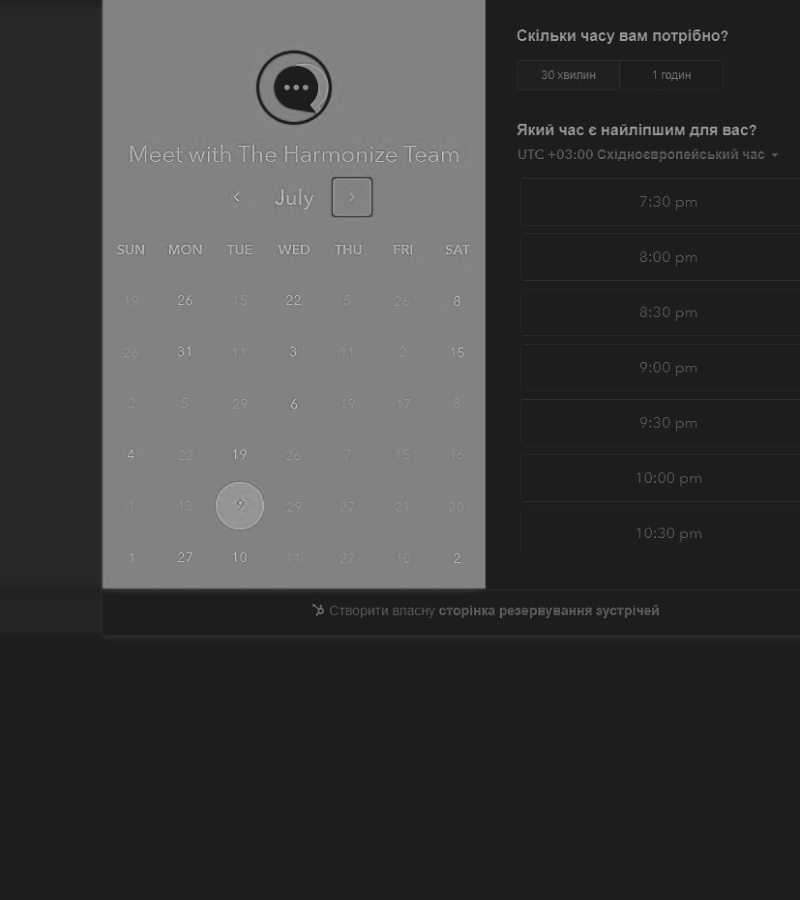 Meet with The Harmonize Team
July
SUN MON TUE WED THU FRI SAT
19 26 15 22 5 26 8
26 31 11 3 11 2 15
2 5 29 6 19 17 8
4 22 19 26 7 15 16
1 13 9 29 27 21 20
1 27 10 11 27 10 2
Скільки часу вам потрібно?
30 хвилин 1 годин
Який час є найліпшим для вас?
UTC +03:00 Східноєвропейський час
7:30 pm
8:00 pm
8:30 pm
9:00 pm
9:30 pm
10:00 pm
10:30 pm
Створити власну сторінка резервування зустрічей